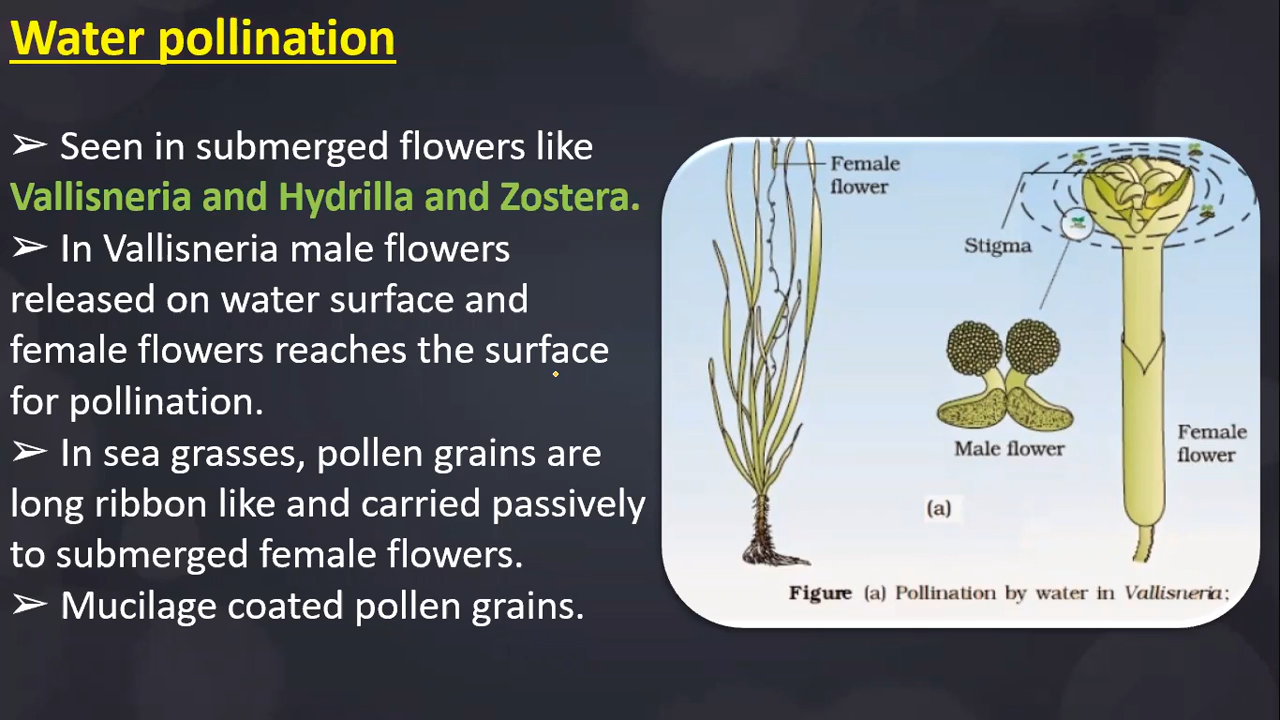 Water pollination
➢ Seen in submerged flowers like
Vallisneria and Hydrilla and Zostera.
➢ In Vallisneria male flowers
released on water surface and
female flowers reaches the surface
for pollination.
➢ In sea grasses, pollen grains are
long ribbon like and carried passively
to submerged female flowers.
➢ Mucilage coated pollen grains.
Female
flower
Stigma
Male flower
Female
flower
(a)
Figure (a) Pollination by water in Vallisneria;